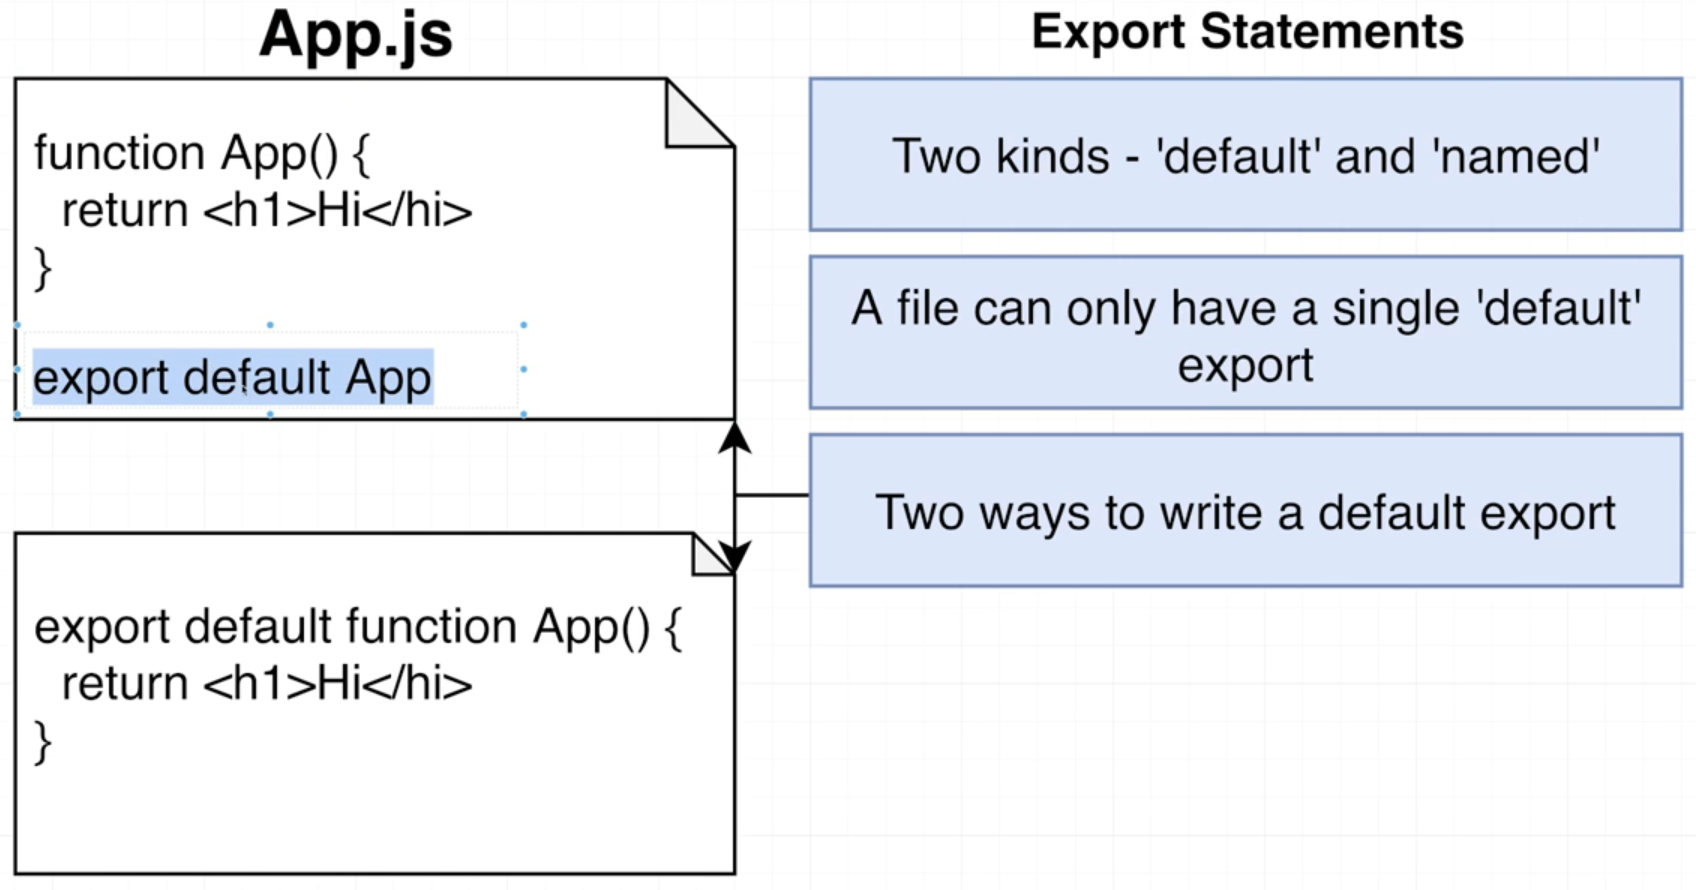 App.js
function App() {
return <h1>Hi</hi>
}
export default App
export default function App() {
return <h1>Hi</hi>
}
Export Statements
Two kinds - 'default' and 'named'
A file can only have a single 'default'
export
Two ways to write a default export